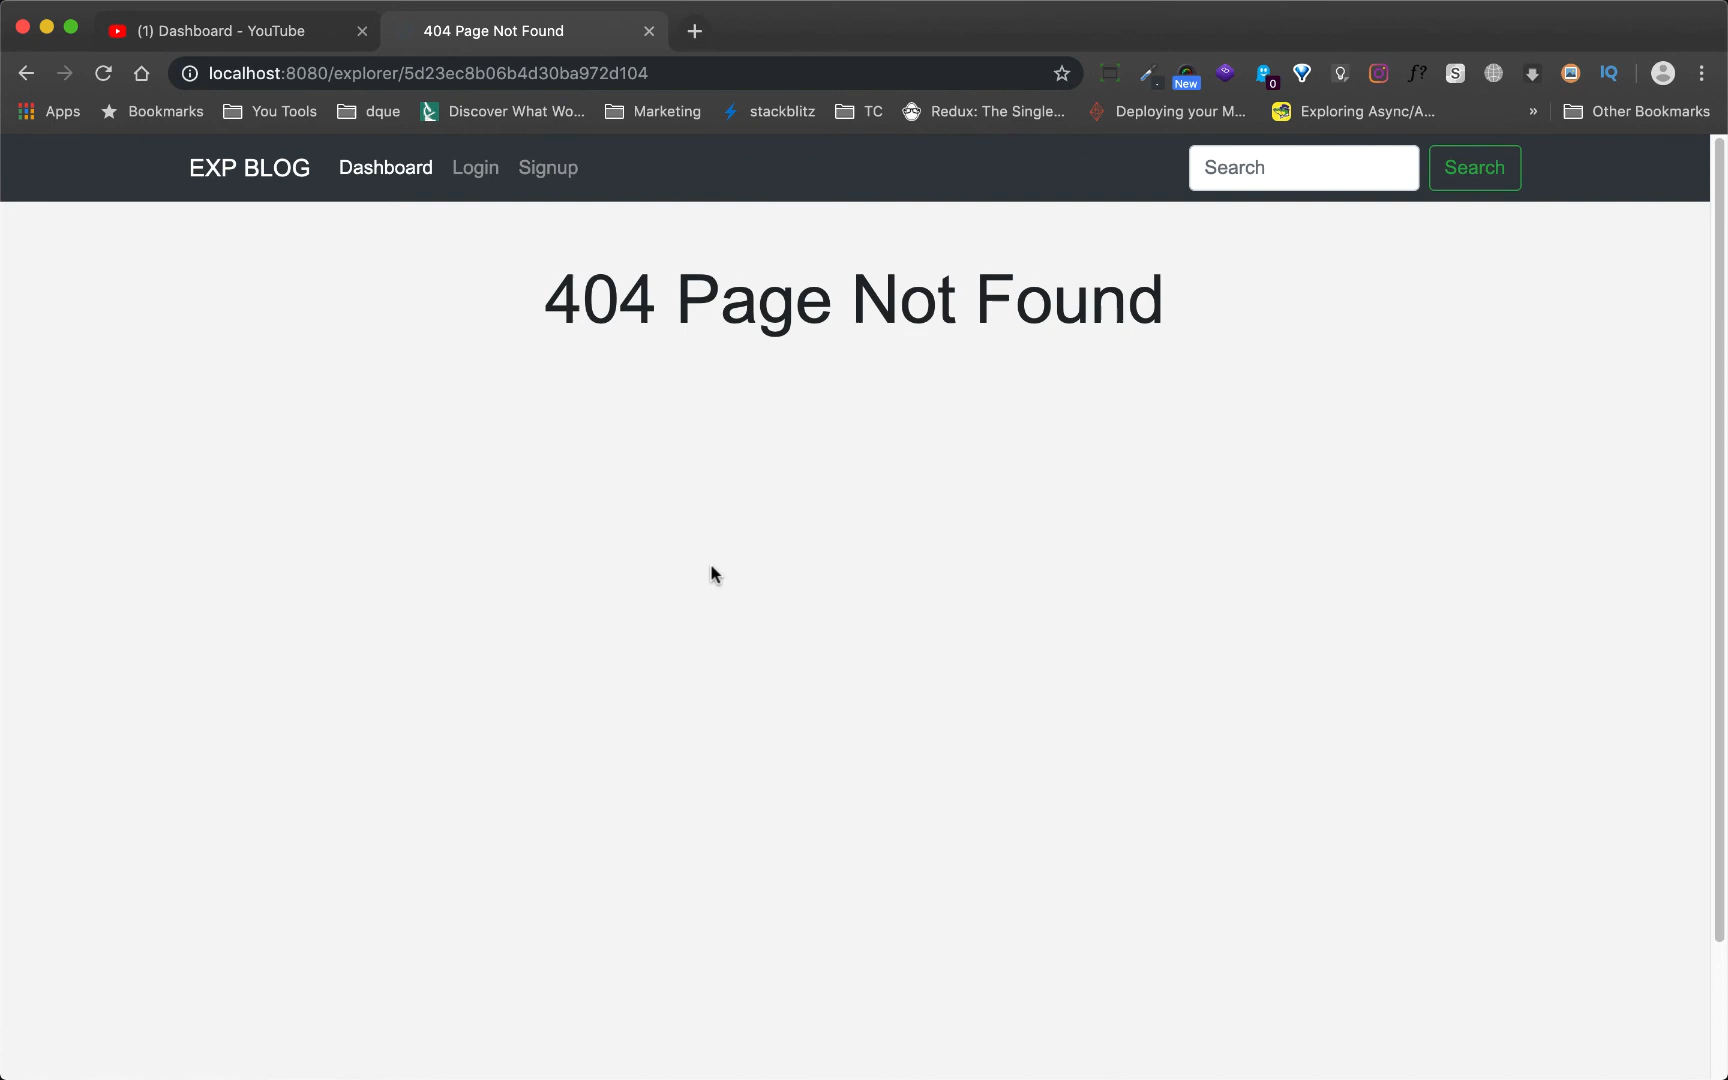 (1) Dashboard - YouTube
404 Page Not Found
localhost:8080/explorer/5d23ec8b06b4d30ba972d104
New
0
f?
S
IQ
Apps
Bookmarks
You Tools
dque
Discover What Wo...
Marketing
stackblitz
TC
Redux: The Single...
Deploying your M...
Exploring Async/A...
»
Other Bookmarks
EXP BLOG
Dashboard
Login
Signup
Search
Search
404 Page Not Found